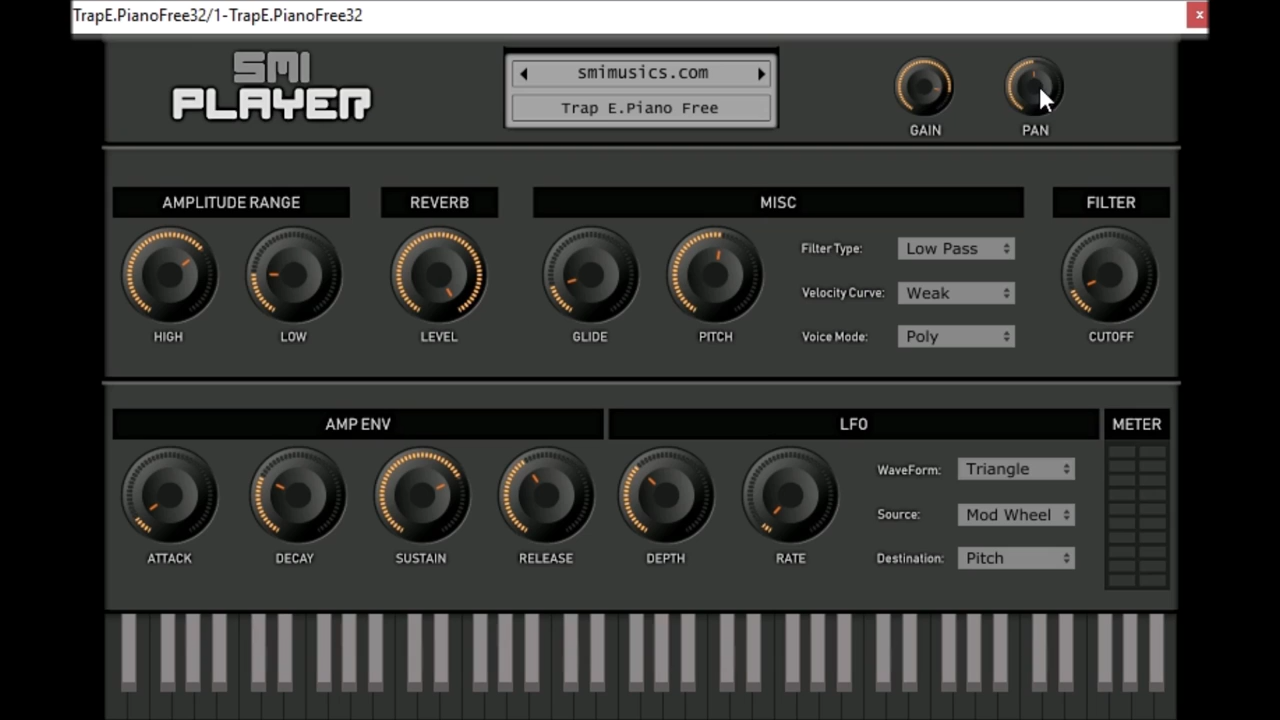 TrapE.PianoFree32/1-TrapE.PianoFree32
x
SMI
PLAYER
smimusics.com
Trap E.Piano Free
GAIN
PAN
AMPLITUDE RANGE
REVERB
MISC
FILTER
Filter Type:
Low Pass
Velocity Curve:
Weak
Voice Mode:
Poly
HIGH
LOW
LEVEL
GLIDE
PITCH
CUTOFF
AMP ENV
LFO
METER
WaveForm:
Triangle
Source:
Mod Wheel
Destination:
Pitch
ATTACK
DECAY
SUSTAIN
RELEASE
DEPTH
RATE